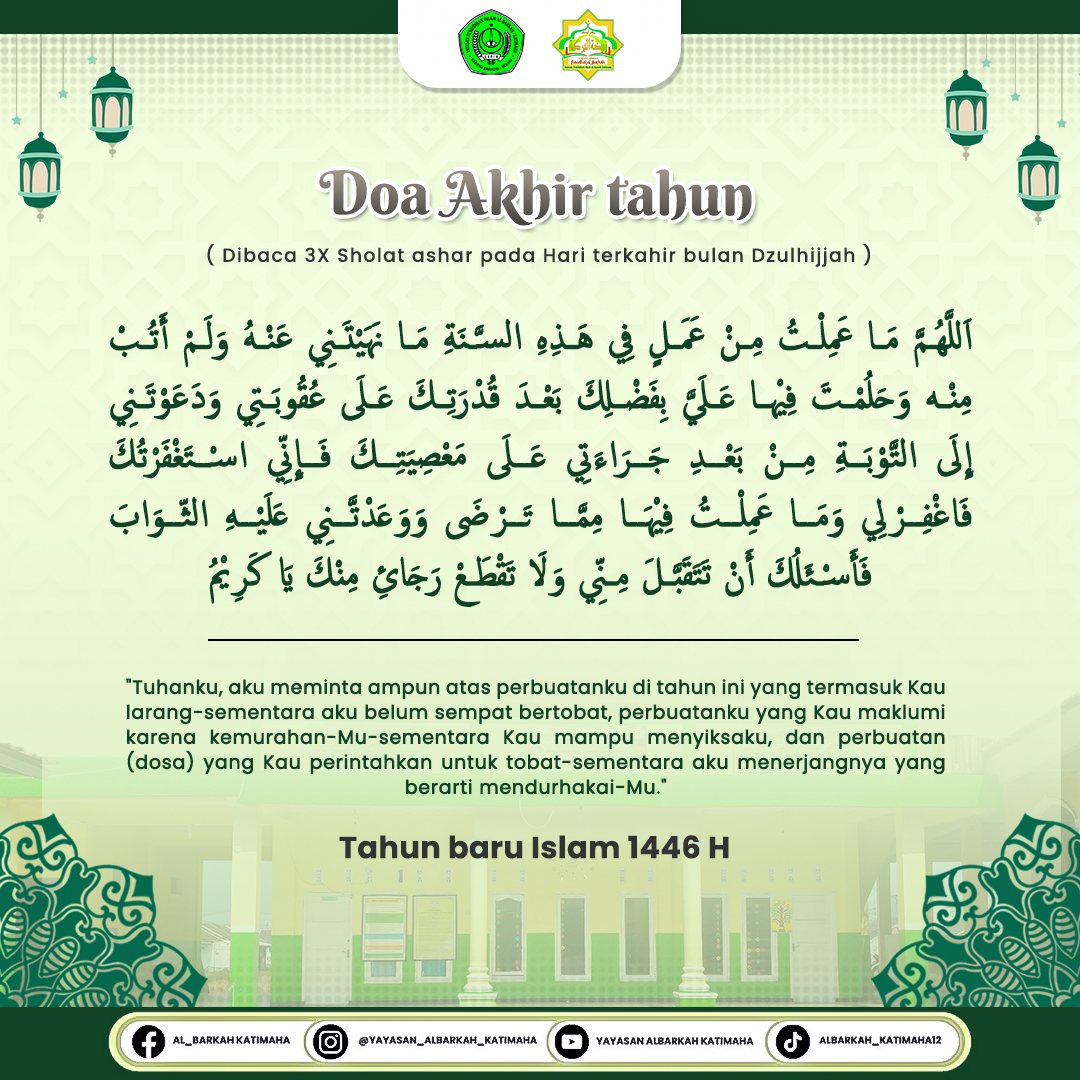 Doa Akhir tahun
( Dibaca 3X Sholat ashar pada Hari terkahir bulan Dzulhijjah )
اَللَّهُمَّ مَا عَمِلْتُ مِنْ عَمَلٍ فِي هَذِهِ السَّنَةِ مَا نَهَيْتَنِي عَنْهُ وَلَمْ أَتُبْ
مِنْه وَحَلُمْتَ فِيْها عَلَيَّ بِفَضْلِكَ بَعْدَ قُدْرَتِكَ عَلَى عُقُوبَتِي وَدَعَوْتَنِي
إِلَى التَّوْبَةِ مِنْ بَعْدِ جَرَاءَتِي عَلَى مَعْصِيَتِكَ فَإِنِّي اسْتَغْفَرْتُكَ
فَاغْفِرْلِي وَمَا عَمِلْتُ فِيْهَا مِمَّا تَرْضَى وَوَعَدْتَّنِي عَلَيْهِ الثَّوَابَ
فَأَسْئَلُكَ أَنْ تَتَقَبَّلَ مِنِّي وَلَا تَقْطَعْ رَجَائِ مِنْكَ يَا كَرِيْمُ
"Tuhanku, aku meminta ampun atas perbuatanku di tahun ini yang termasuk Kau
larang-sementara aku belum sempat bertobat, perbuatanku yang Kau maklumi
karena kemurahan-Mu-sementara Kau mampu menyiksaku, dan perbuatan
(dosa) yang Kau perintahkan untuk tobat-sementara aku menerjangnya yang
berarti mendurhakai-Mu."
Tahun baru Islam 1446 H
AL_BARKAH KATIMAHA
@YAYASAN_ALBARKAH_KATIMAHA
YAYASAN ALBARKAH KATIMAHA
ALBARKAH_KATIMAHA12